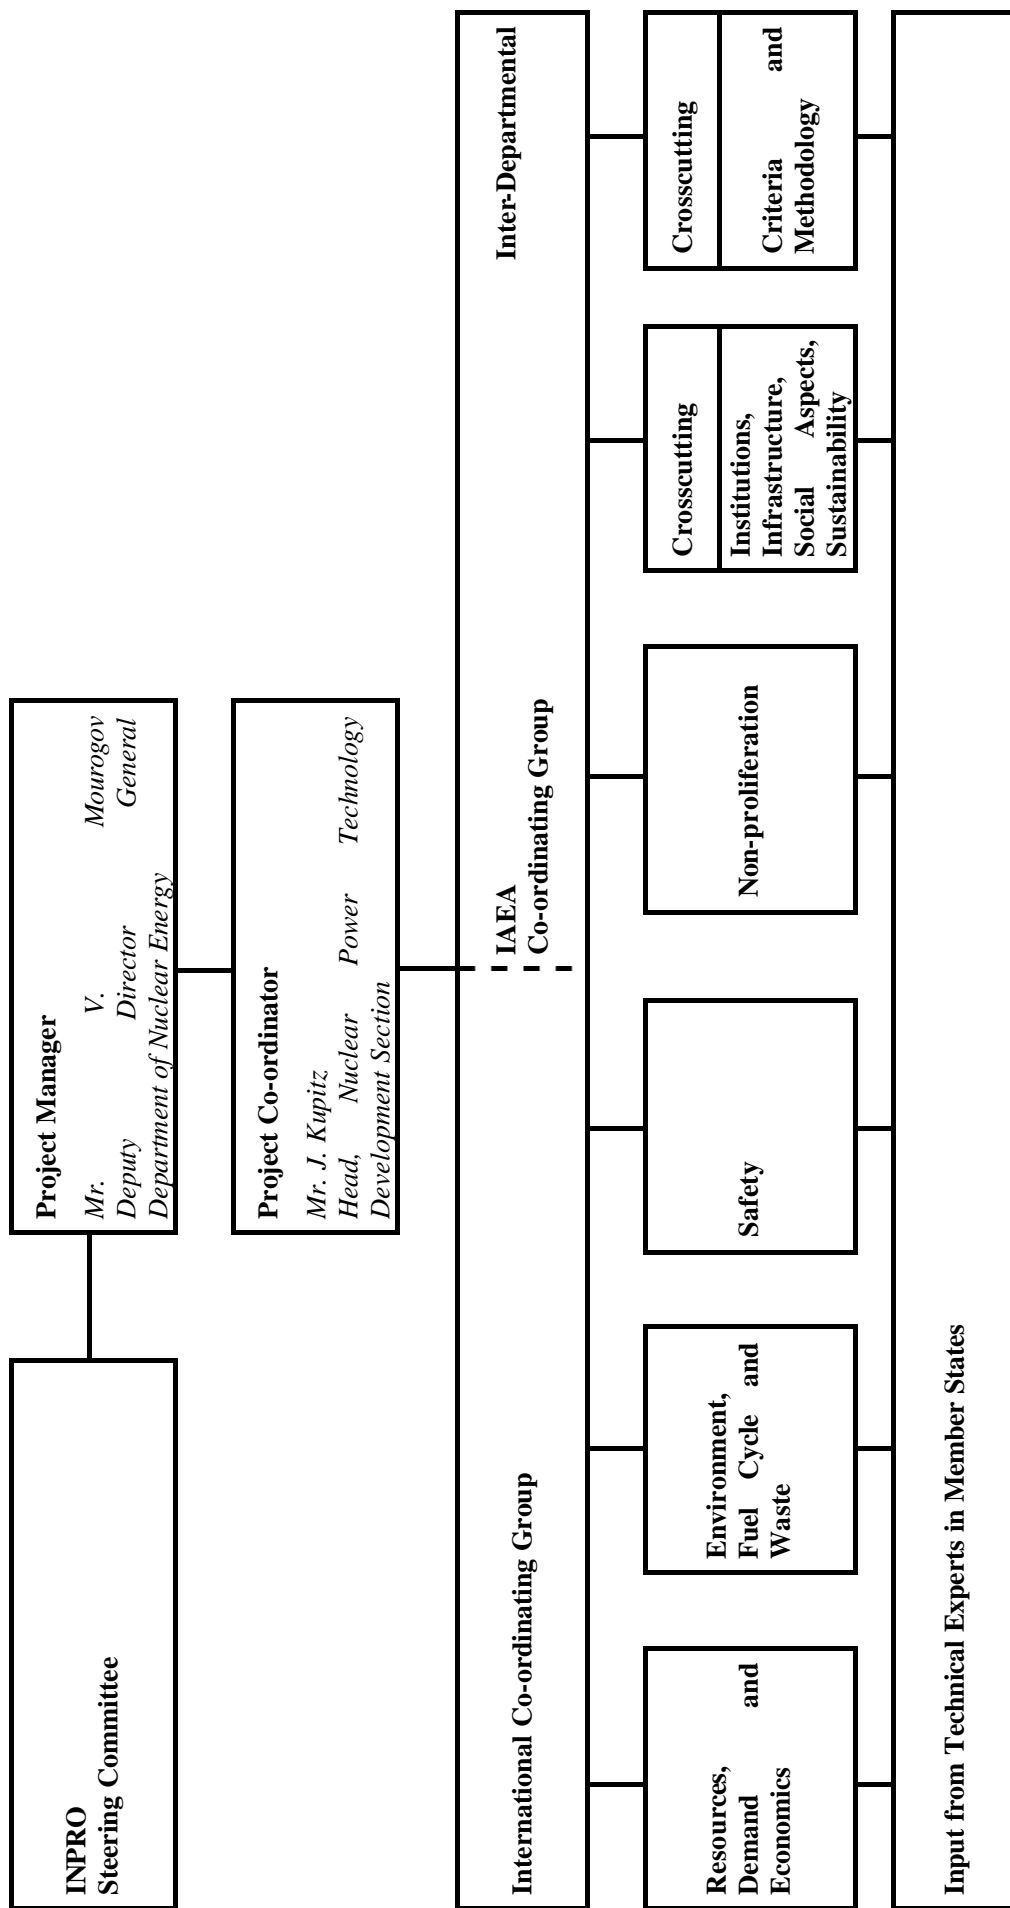 INPRO
Steering Committee
Project Manager
Mr. V. Mourogov
Deputy Director General
Department of Nuclear Energy
Project Co-ordinator
Mr. J. Kupitz
Head, Nuclear Power Technology
Development Section
International Co-ordinating Group
IAEA Inter-Departmental
Co-ordinating Group
Resources,
Demand and
Economics
Environment,
Fuel Cycle and
Waste
Safety
Non-proliferation
Crosscutting
Institutions,
Infrastructure,
Social Aspects,
Sustainability
Crosscutting
Criteria and
Methodology
Input from Technical Experts in Member States